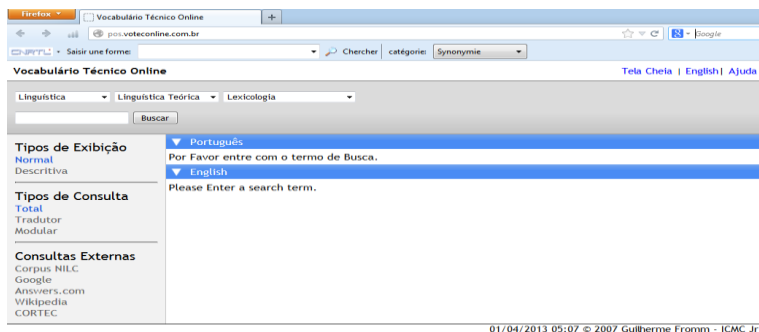 Firefox
Vocabulário Técnico Online
+
pos.voteconline.com.br
Google
CNRTL Saisir une forme:
Chercher catégorie: Synonymie
Vocabulário Técnico Online
Tela Cheia | English| Ajuda
Linguística Linguística Teórica Lexicologia
Buscar
Tipos de Exibição
Normal
Descritiva
Tipos de Consulta
Total
Tradutor
Modular
Consultas Externas
Corpus NILC
Google
Answers.com
Wikipedia
CORTEC
Português
Por Favor entre com o termo de Busca.
English
Please Enter a search term.
01/04/2013 05:07 © 2007 Guilherme Fromm - ICMC Jr